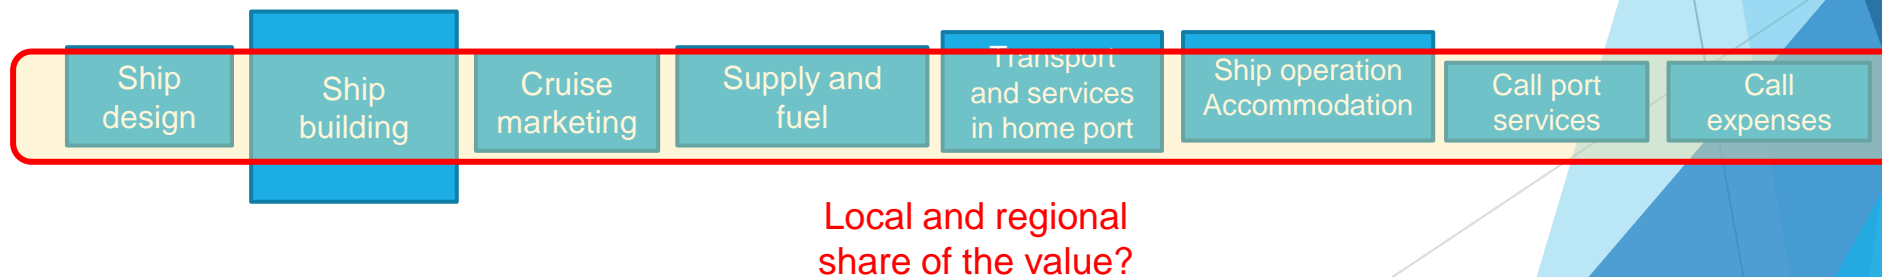 Ship
design
Ship
building
Cruise
marketing
Supply and
fuel
Transport
and services
in home port
Ship operation
Accommodation
Call port
services
Call
expenses
Local and regional
share of the value?